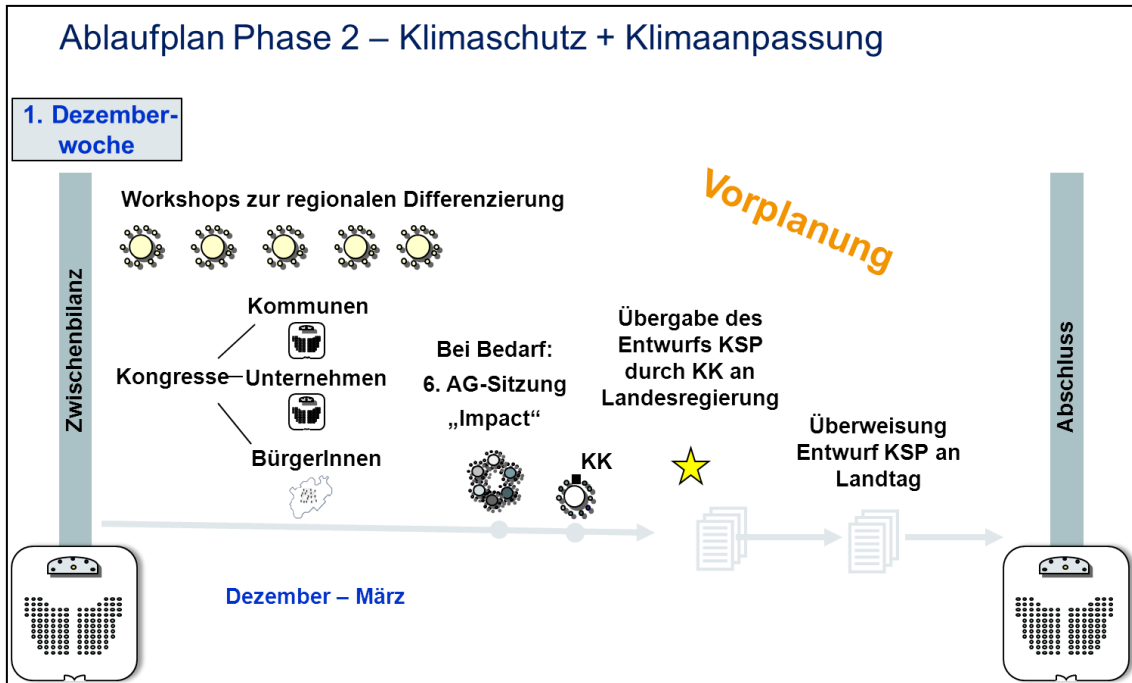 Ablaufplan Phase 2 – Klimaschutz + Klimaanpassung
1. Dezember-
woche
Zwischenbilanz
Workshops zur regionalen Differenzierung
Vorplanung
Kongresse
Kommunen
Unternehmen
BürgerInnen
Bei Bedarf:
6. AG-Sitzung
„Impact“
KK
Übergabe des
Entwurfs KSP
durch KK an
Landesregierung
Überweisung
Entwurf KSP an
Landtag
Abschluss
Dezember – März